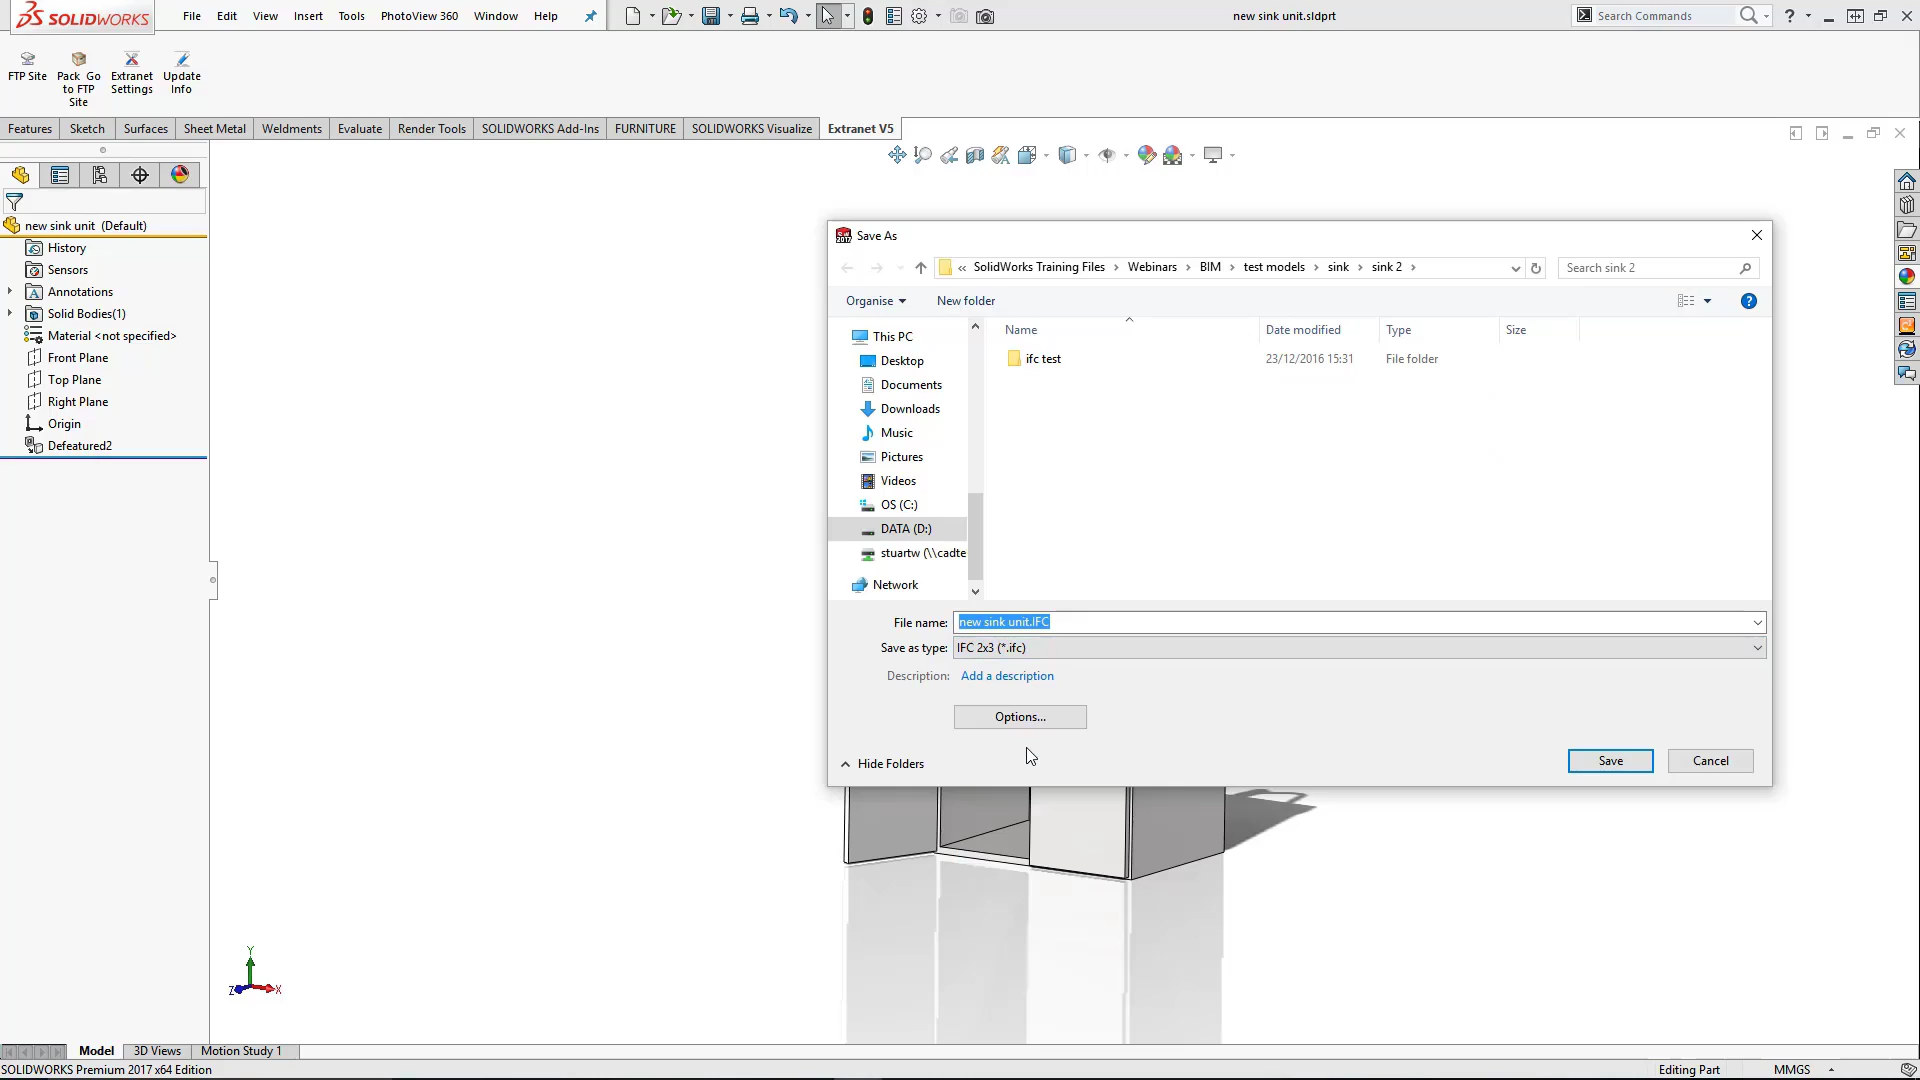 SOLIDWORKS File Edit View Insert Tools PhotoView 360 Window Help new sink unit.sldprt Search Commands ?
FTP Site
Pack Go to FTP Site
Extranet Settings
Update Info
Features Sketch Surfaces Sheet Metal Weldments Evaluate Render Tools SOLIDWORKS Add-Ins FURNITURE SOLIDWORKS Visualize Extranet V5
new sink unit (Default)
History
Sensors
Annotations
Solid Bodies(1)
Material <not specified>
Front Plane
Top Plane
Right Plane
Origin
Defeatured2
Save As
« SolidWorks Training Files › Webinars › BIM › test models › sink › sink 2 › Search sink 2
Organise New folder
This PC
Desktop
Documents
Downloads
Music
Pictures
Videos
OS (C:)
DATA (D:)
stuartw (\\cadte
Network
Name Date modified Type Size
ifc test 23/12/2016 15:31 File folder
File name: new sink unit.IFC
Save as type: IFC 2x3 (*.ifc)
Description: Add a description
Options...
Hide Folders Save Cancel
Y
Z X
Model 3D Views Motion Study 1
SOLIDWORKS Premium 2017 x64 Edition Editing Part MMGS